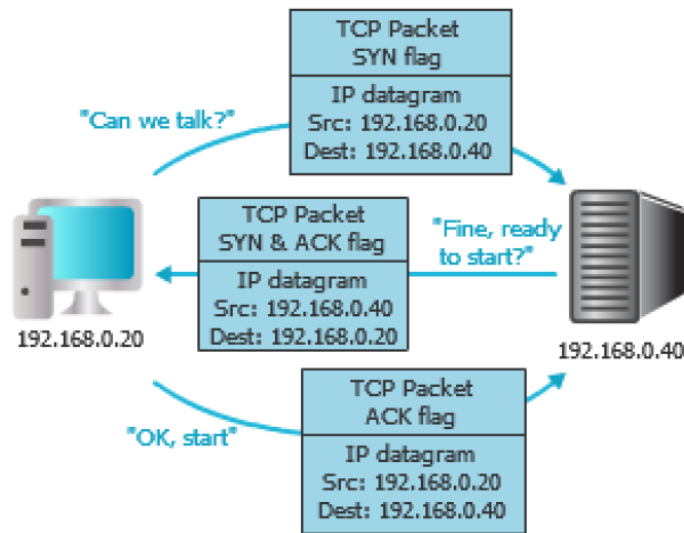 TCP Packet
SYN flag
IP datagram
Src: 192.168.0.20
Dest: 192.168.0.40
"Can we talk?"
TCP Packet
SYN & ACK flag
IP datagram
Src: 192.168.0.40
Dest: 192.168.0.20
"Fine, ready
to start?"
192.168.0.20
192.168.0.40
"OK, start"
TCP Packet
ACK flag
IP datagram
Src: 192.168.0.20
Dest: 192.168.0.40